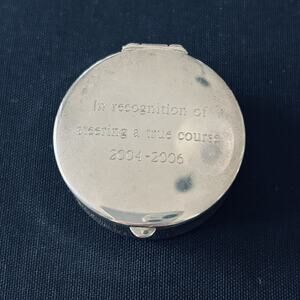 In recognition of
steering a true course
2004-2006